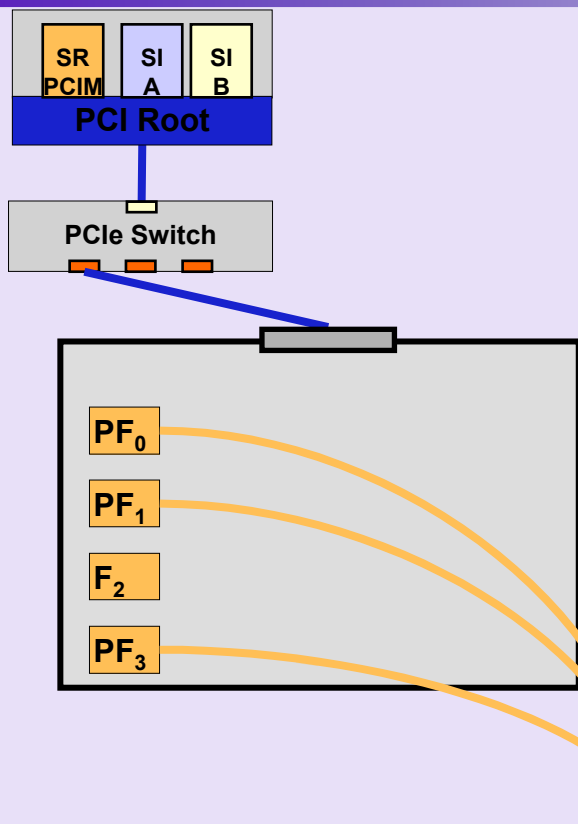 SR PCIM
SI A
SI B
PCI Root
PCIe Switch
PF0
PF1
F2
PF3